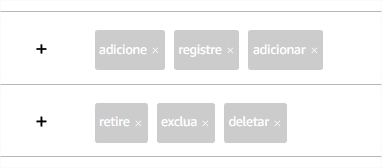 + adicione × registre × adicionar ×
+ retire × exclua × deletar ×